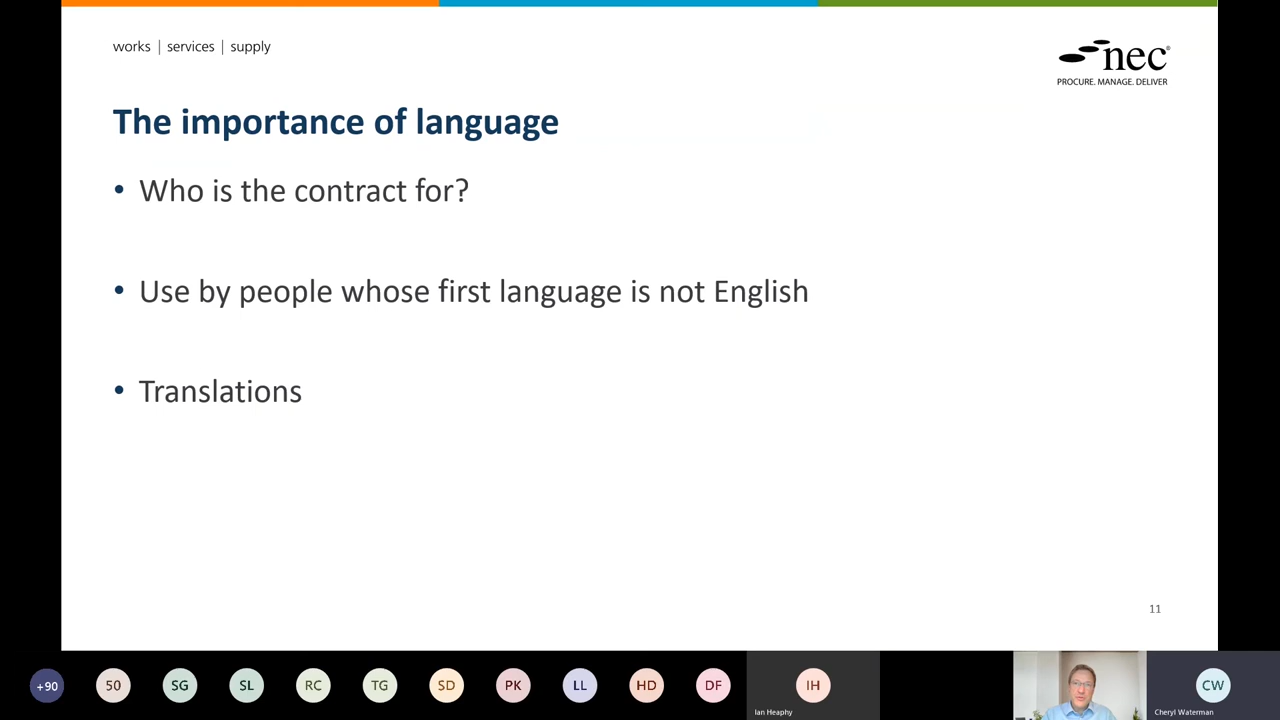 works | services | supply
nec®
PROCURE. MANAGE. DELIVER
The importance of language
• Who is the contract for?
• Use by people whose first language is not English
• Translations
11
+90
50
SG
SL
RC
TG
SD
PK
LL
HD
DF
IH
CW
Ian Heaphy
Cheryl Waterman